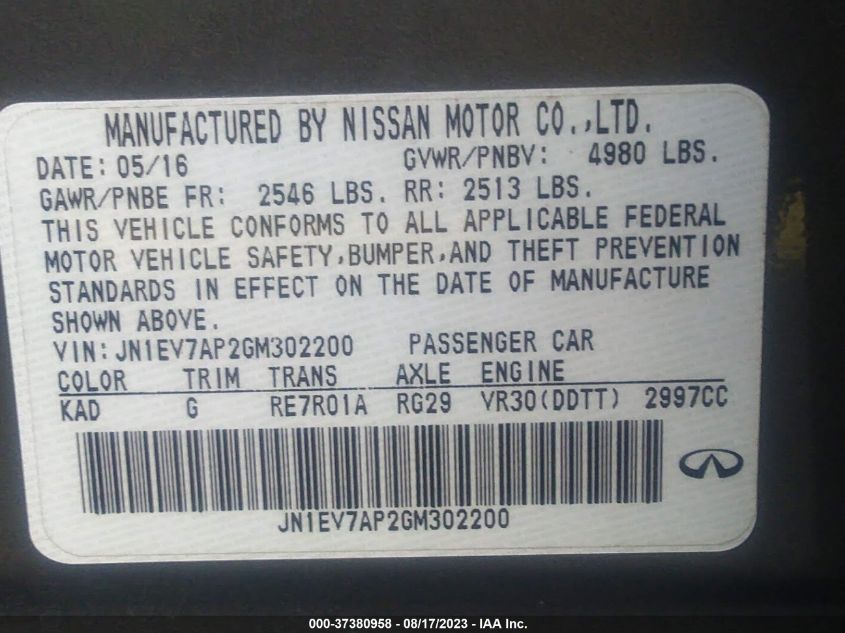 MANUFACTURED BY NISSAN MOTOR CO.,LTD.
DATE: 05/16 GVWR/PNBV: 4980 LBS.
GAWR/PNBE FR: 2546 LBS. RR: 2513 LBS.
THIS VEHICLE CONFORMS TO ALL APPLICABLE FEDERAL
MOTOR VEHICLE SAFETY,BUMPER,AND THEFT PREVENTION
STANDARDS IN EFFECT ON THE DATE OF MANUFACTURE
SHOWN ABOVE.
VIN: JN1EV7AP2GM302200 PASSENGER CAR
COLOR TRIM TRANS AXLE ENGINE
KAD G RE7R01A RG29 VR30(DDTT) 2997CC
JN1EV7AP2GM302200
000-37380958 - 08/17/2023 - IAA Inc.